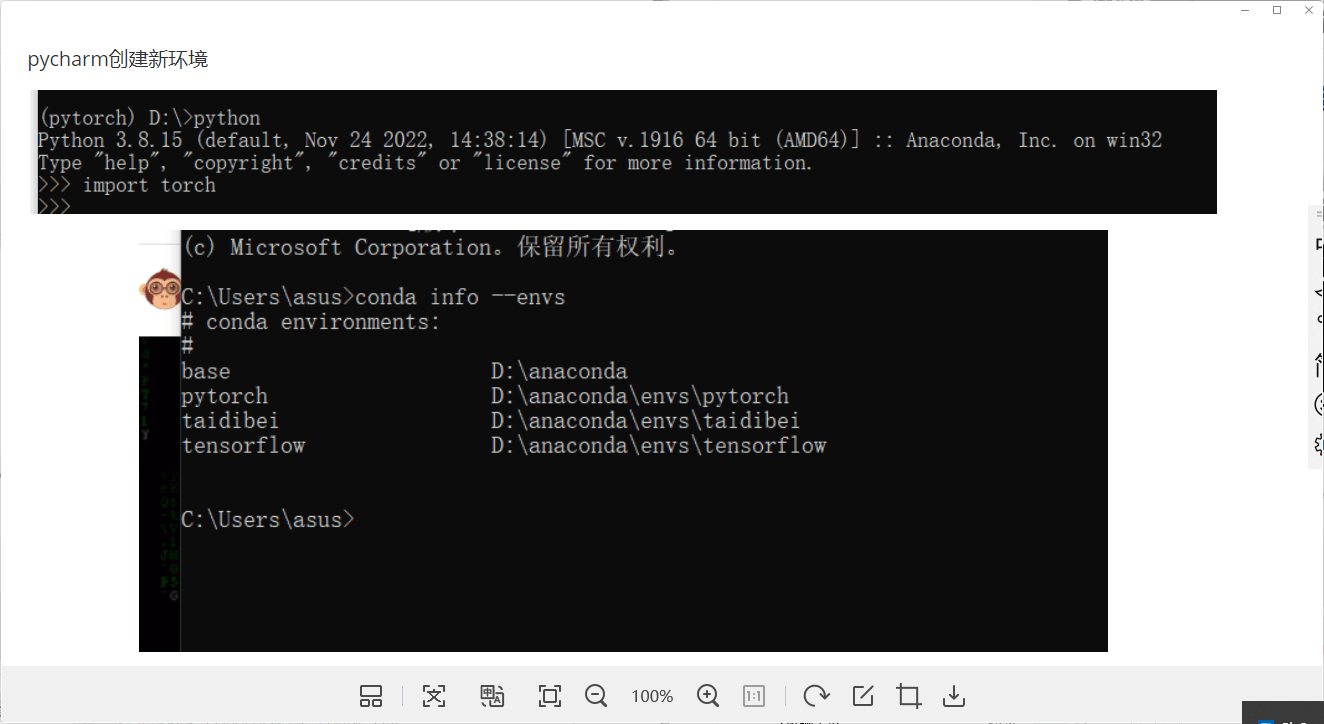 pycharm创建新环境
(pytorch) D:\>python
Python 3.8.15 (default, Nov 24 2022, 14:38:14) [MSC v.1916 64 bit (AMD64)] :: Anaconda, Inc. on win32
Type "help", "copyright", "credits" or "license" for more information.
>>> import torch
>>>
(c) Microsoft Corporation。保留所有权利。
C:\Users\asus>conda info --envs
# conda environments:
#
base D:\anaconda
pytorch D:\anaconda\envs\pytorch
taidibei D:\anaconda\envs\taidibei
tensorflow D:\anaconda\envs\tensorflow
C:\Users\asus>
100%
1:1